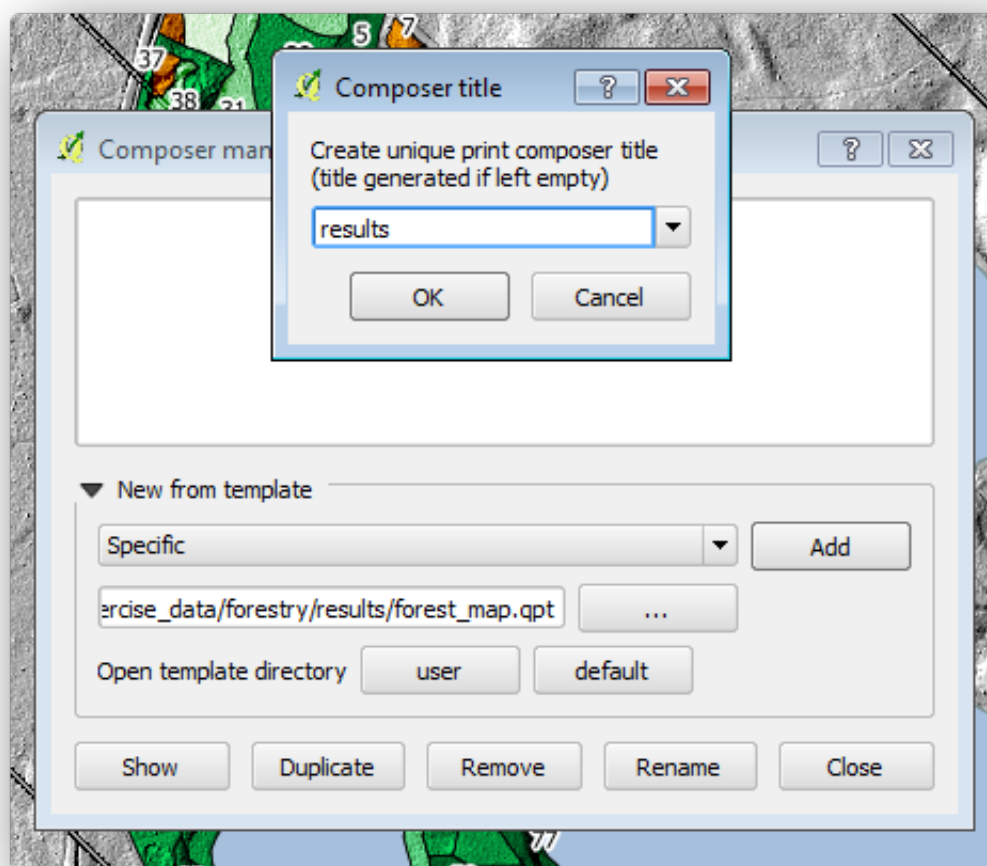 5
7
37
38
31
Composer title
Composer man
Create unique print composer title
(title generated if left empty)
results
OK
Cancel
New from template
Specific
Add
ercise_data/forestry/results/forest_map.qpt
...
Open template directory
user
default
Show
Duplicate
Remove
Rename
Close